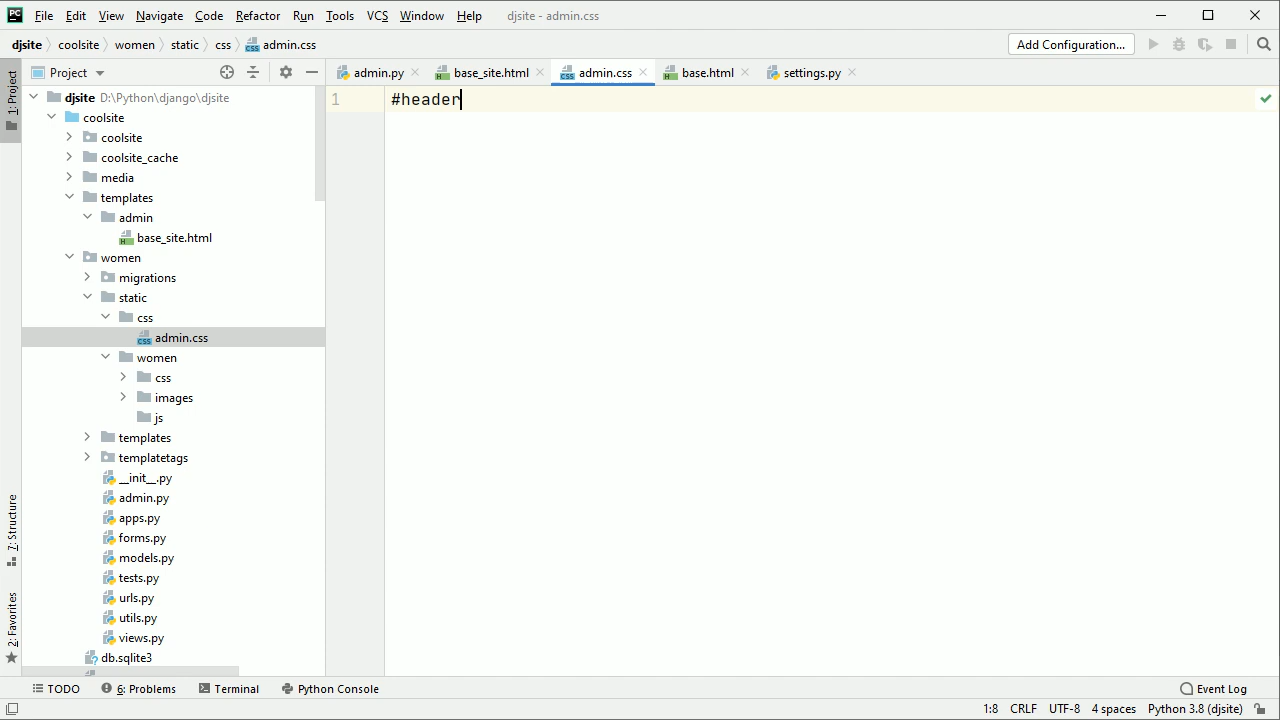 File Edit View Navigate Code Refactor Run Tools VCS Window Help djsite - admin.css
djsite coolsite women static css admin.css Add Configuration...
Project
admin.py base_site.html admin.css base.html settings.py
1: Project
1 #header
djsite D:\Python\django\djsite
coolsite
coolsite
coolsite_cache
media
templates
admin
base_site.html
women
migrations
static
css
admin.css
women
css
images
js
templates
templatetags
__init__.py
admin.py
apps.py
forms.py
models.py
tests.py
urls.py
utils.py
views.py
db.sqlite3
7: Structure
2: Favorites
TODO 6: Problems Terminal Python Console Event Log
1:8 CRLF UTF-8 4 spaces Python 3.8 (djsite)